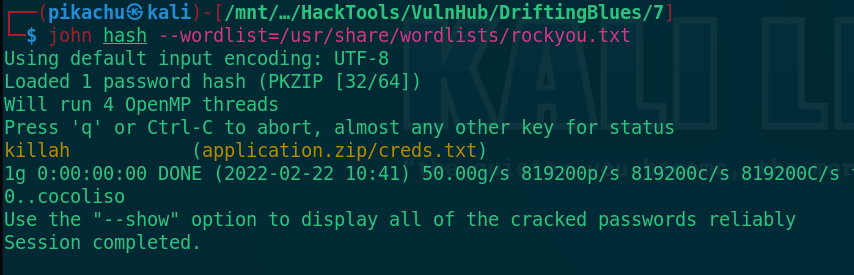 ┌──(pikachu㉿kali)-[/mnt/…/HackTools/VulnHub/DriftingBlues/7]
└─$ john hash --wordlist=/usr/share/wordlists/rockyou.txt
Using default input encoding: UTF-8
Loaded 1 password hash (PKZIP [32/64])
Will run 4 OpenMP threads
Press 'q' or Ctrl-C to abort, almost any other key for status
killah           (application.zip/creds.txt)
1g 0:00:00:00 DONE (2022-02-22 10:41) 50.00g/s 819200p/s 819200c/s 819200C/s
0..cocoliso
Use the "--show" option to display all of the cracked passwords reliably
Session completed.